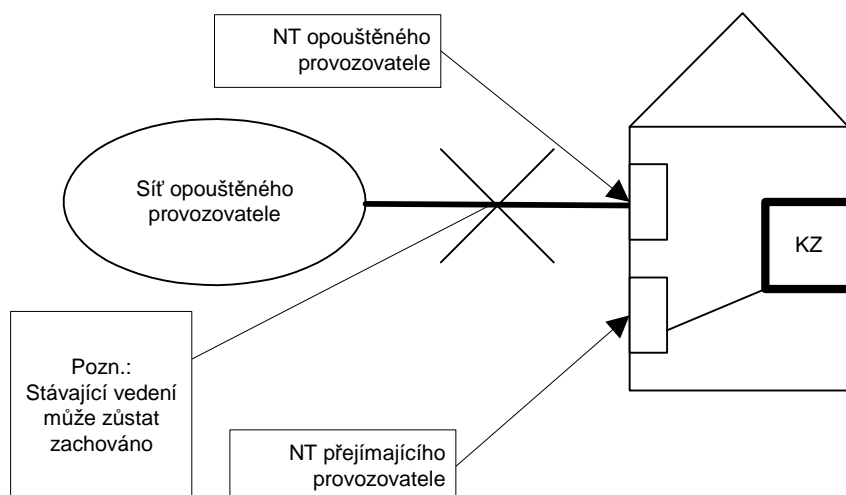 NT opouštěného
provozovatele
Síť opouštěného
provozovatele
KZ
Pozn.:
Stávající vedení
může zůstat
zachováno
NT přejímajícího
provozovatele